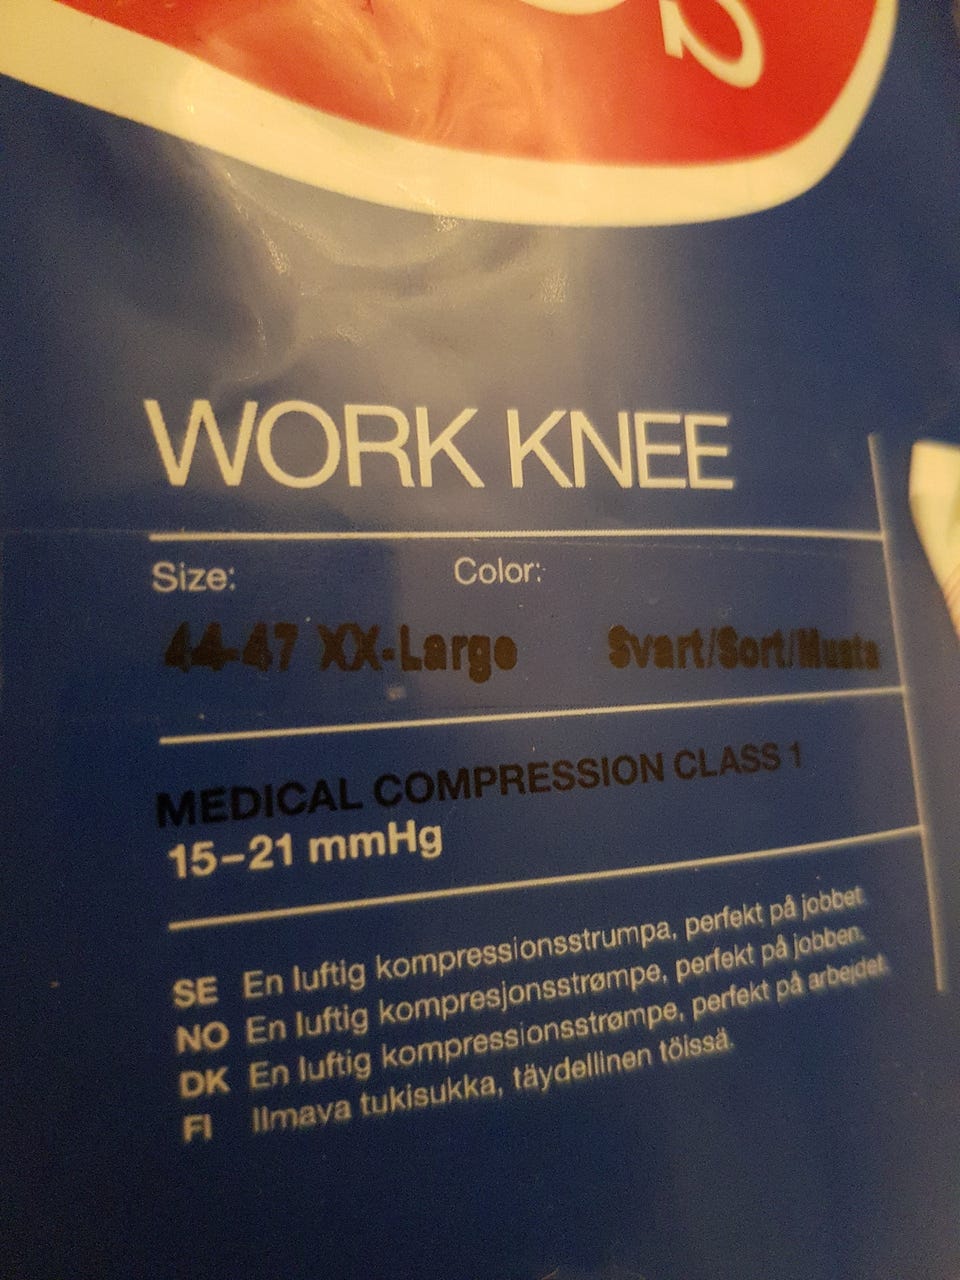 WORK KNEE
Size: Color:
44-47 XX-Large Svart/Sort/Musta
MEDICAL COMPRESSION CLASS 1
15–21 mmHg
SE En luftig kompressionsstrumpa, perfekt på jobbet.
NO En luftig kompresjonsstrømpe, perfekt på jobben.
DK En luftig kompressionsstrømpe, perfekt på arbejdet.
FI Ilmava tukisukka, täydellinen töissä.